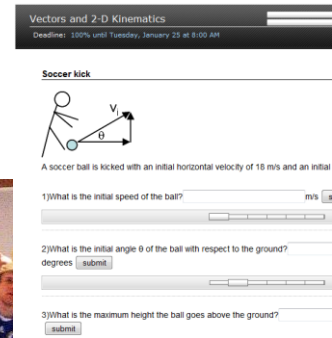 Vectors and 2-D Kinematics
Deadline: 100% until Tuesday, January 25 at 8:00 AM
Soccer kick
Vi
θ
A soccer ball is kicked with an initial horizontal velocity of 18 m/s and an initial
1)What is the initial speed of the ball? m/s
2)What is the initial angle θ of the ball with respect to the ground?
degrees submit
3)What is the maximum height the ball goes above the ground?
submit